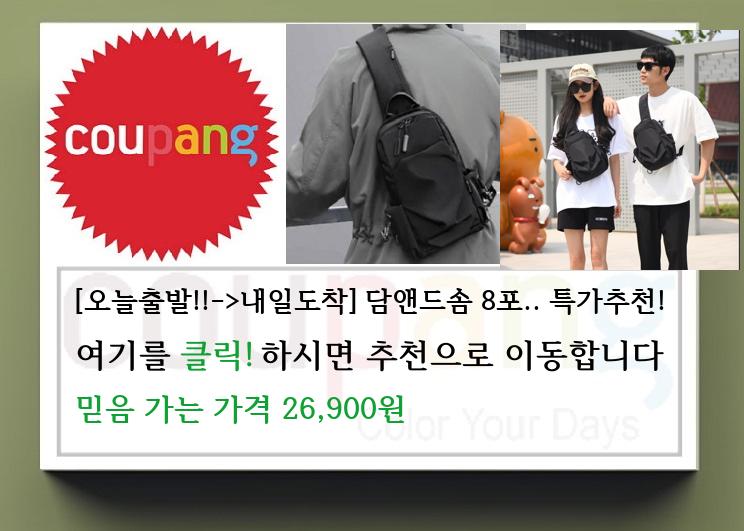 coupang
[오늘출발!!->내일도착] 담앤드솜 8포.. 특가추천!
여기를 클릭! 하시면 추천으로 이동합니다
믿음 가는 가격 26,900원
coupang
Color Your Days